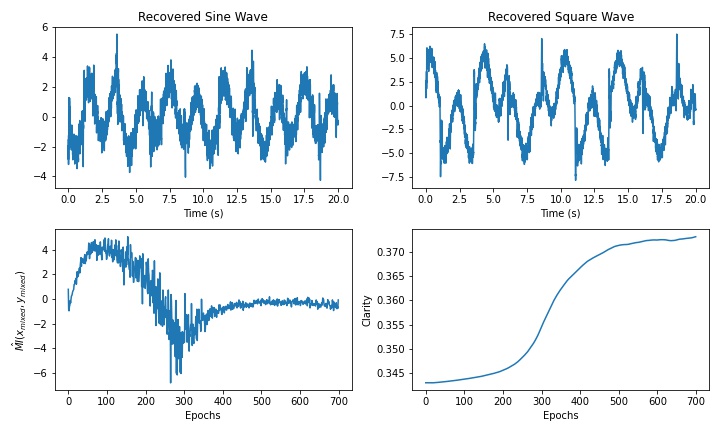 Recovered Sine Wave
6
4
2
0
−2
−4
0.0 2.5 5.0 7.5 10.0 12.5 15.0 17.5 20.0
Time (s)
Recovered Square Wave
7.5
5.0
2.5
0.0
−2.5
−5.0
−7.5
0.0 2.5 5.0 7.5 10.0 12.5 15.0 17.5 20.0
Time (s)
M̂I(x_mixed, y_mixed)
4
2
0
−2
−4
−6
0 100 200 300 400 500 600 700
Epochs
Clarity
0.370
0.365
0.360
0.355
0.350
0.345
0 100 200 300 400 500 600 700
Epochs